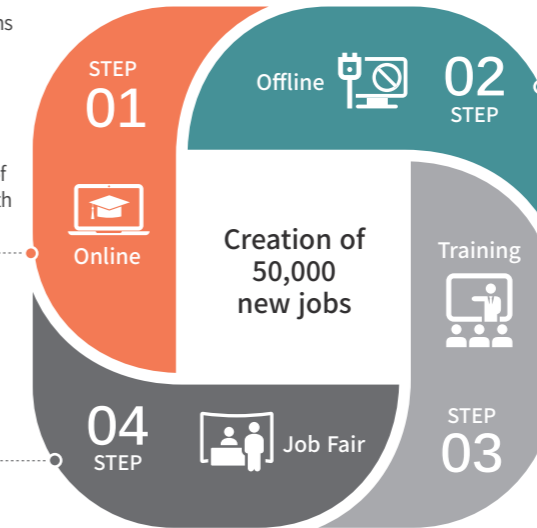 STEP
01
Online
Offline
02
STEP
Training
STEP
03
04
STEP
Job Fair
Creation of
50,000
new jobs